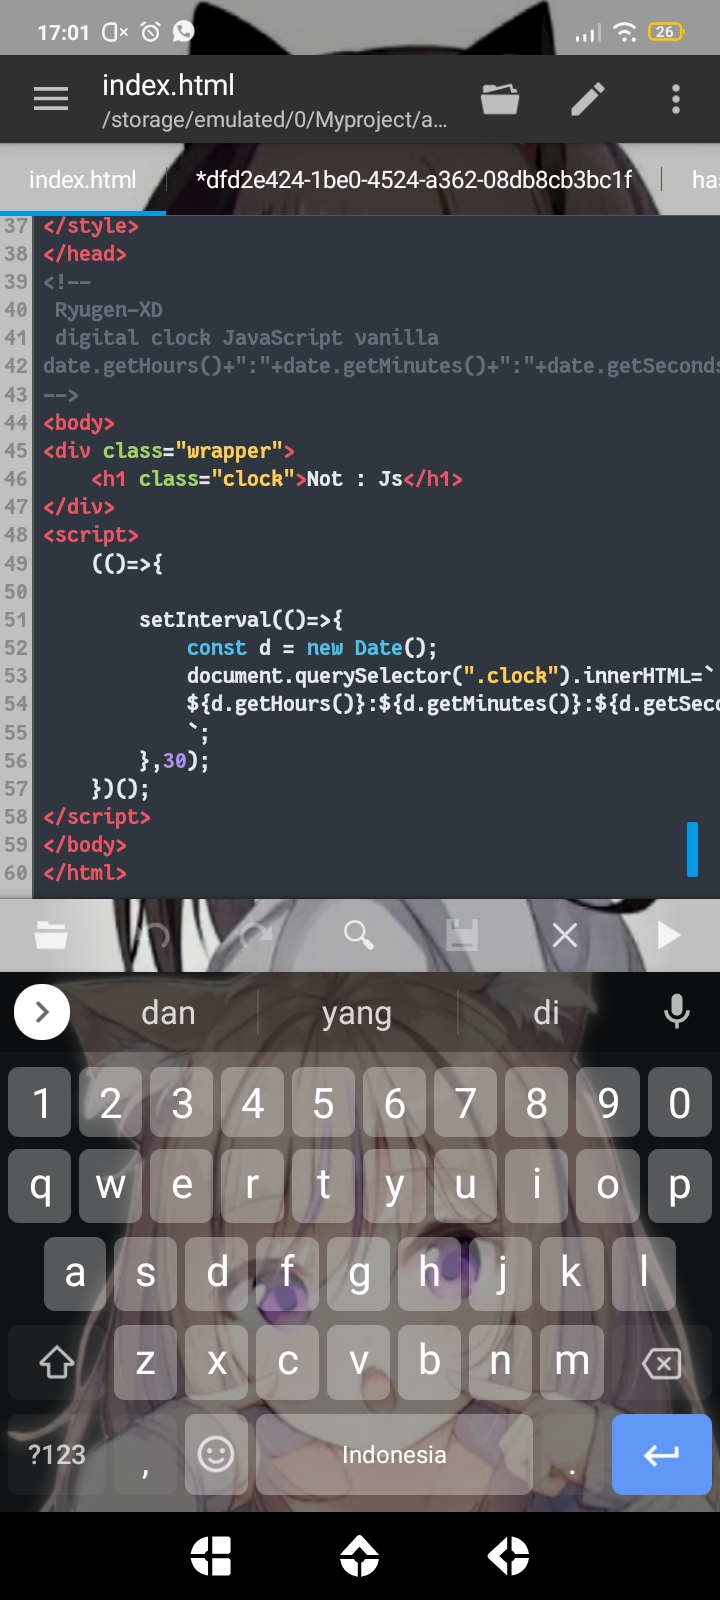 17:01 26
index.html
/storage/emulated/0/Myproject/a...
index.html *dfd2e424-1be0-4524-a362-08db8cb3bc1f ha
37 </style>
38 </head>
39 <!--
40 Ryugen-XD
41 digital clock JavaScript vanilla
42 date.getHours()+":"+date.getMinutes()+":"+date.getSeconds
43 -->
44 <body>
45 <div class="wrapper">
46 <h1 class="clock">Not : Js</h1>
47 </div>
48 <script>
49 (()=>{
50
51 setInterval(()=>{
52 const d = new Date();
53 document.querySelector(".clock").innerHTML=`
54 ${d.getHours()}:${d.getMinutes()}:${d.getSeco
55 `;
56 },30);
57 })();
58 </script>
59 </body>
60 </html>
dan yang di
1 2 3 4 5 6 7 8 9 0
q w e r t y u i o p
a s d f g h j k l
z x c v b n m
?123 , Indonesia .